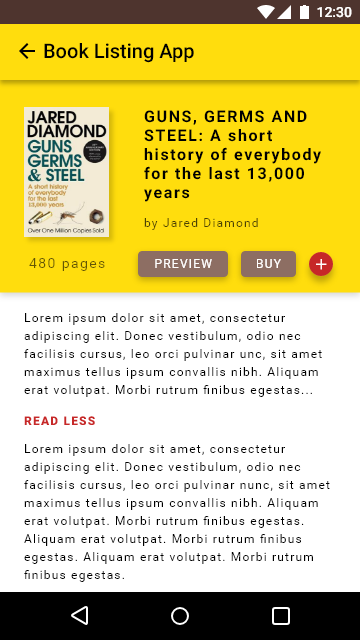 12:30
Book Listing App
JARED
DIAMOND
GUNS
GERMS
& STEEL
A short history
of everybody
for the last
13,000 years
Over One Million Copies Sold
GUNS, GERMS AND
STEEL: A short
history of everybody
for the last 13,000
years
by Jared Diamond
480 pages
PREVIEW
BUY
Lorem ipsum dolor sit amet, consectetur
adipiscing elit. Donec vestibulum, odio nec
facilisis cursus, leo orci pulvinar unc, sit amet
maximus tellus tellus convallis nibh. Aliquam
erat volutpat. Morbi rutrum finibus egestas...
READ LESS
Lorem ipsum dolor sit amet, consectetur
adipiscing elit. Donec vestibulum, odio nec
facilisis cursus, leo orci pulvinar nunc, sit amet
maximus tellus convallis nibh. Aliquam
erat volutpat. Morbi rutrum finibus egestas.
Aliquam erat volutpat. Morbi rutrum finibus
egestas. Aliquam erat volutpat. Morbi rutrum
finibus egestas.